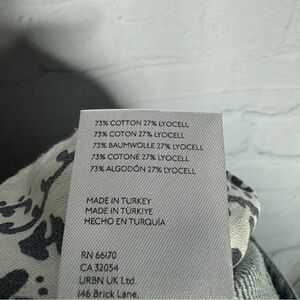 73% COTTON 27% LYOCELL
73% COTON 27% LYOCELL
73% BAUMWOLLE 27% LYOCELL
73% COTONE 27% LYOCELL
73% ALGODÓN 27% LYOCELL
MADE IN TURKEY
MADE IN TÜRKIYE
HECHO EN TURQUÍA
RN 66170
CA 32054
URBN UK Ltd.
146 Brick Lane,